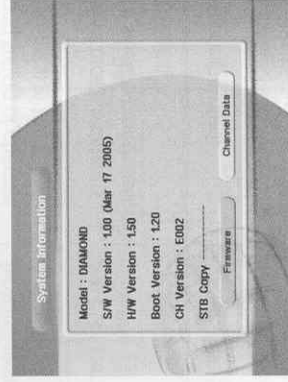 System Information
Model : DIAMOND
S/W Version : 1.00 (Mar 17 2005)
H/W Version : 1.50
Boot Version : 1.20
CH Version : E002
STB Copy
Firmware
Channel Data